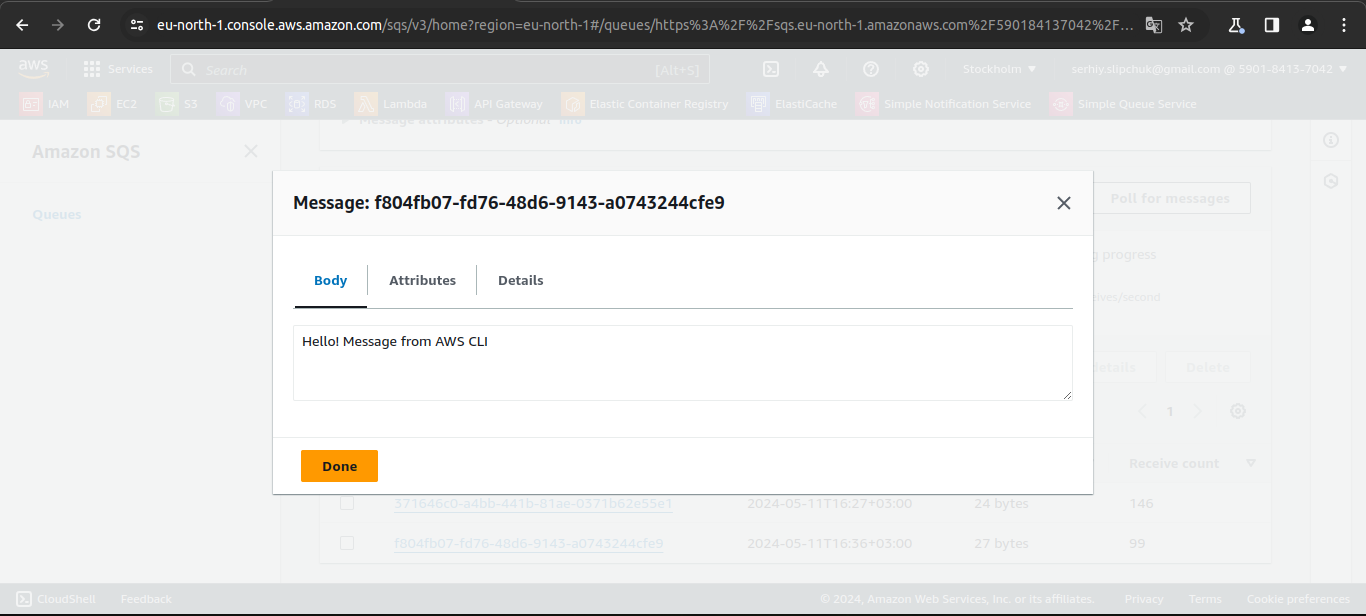 eu-north-1.console.aws.amazon.com/sqs/v3/home?region=eu-north-1#/queues/https%3A%2F%2Fsqs.eu-north-1.amazonaws.com%2F590184137042%2F...
aws Services Search [Alt+S] Stockholm serhiy.slipchuk@gmail.com @ 5901-8413-7042
IAM EC2 S3 VPC RDS Lambda API Gateway Elastic Container Registry ElastiCache Simple Notification Service Simple Queue Service
Message attributes - Optional Info
Amazon SQS
Queues
Poll for messages
Message: f804fb07-fd76-48d6-9143-a0743244cfe9
g progress
eives/second
Body Attributes Details
Hello! Message from AWS CLI
details Delete
1
Receive count
Done
371646c0-a4bb-441b-81ae-0371b62e55e1 2024-05-11T16:27+03:00 24 bytes 146
f804fb07-fd76-48d6-9143-a0743244cfe9 2024-05-11T16:36+03:00 27 bytes 99
CloudShell Feedback © 2024, Amazon Web Services, Inc. or its affiliates. Privacy Terms Cookie preferences